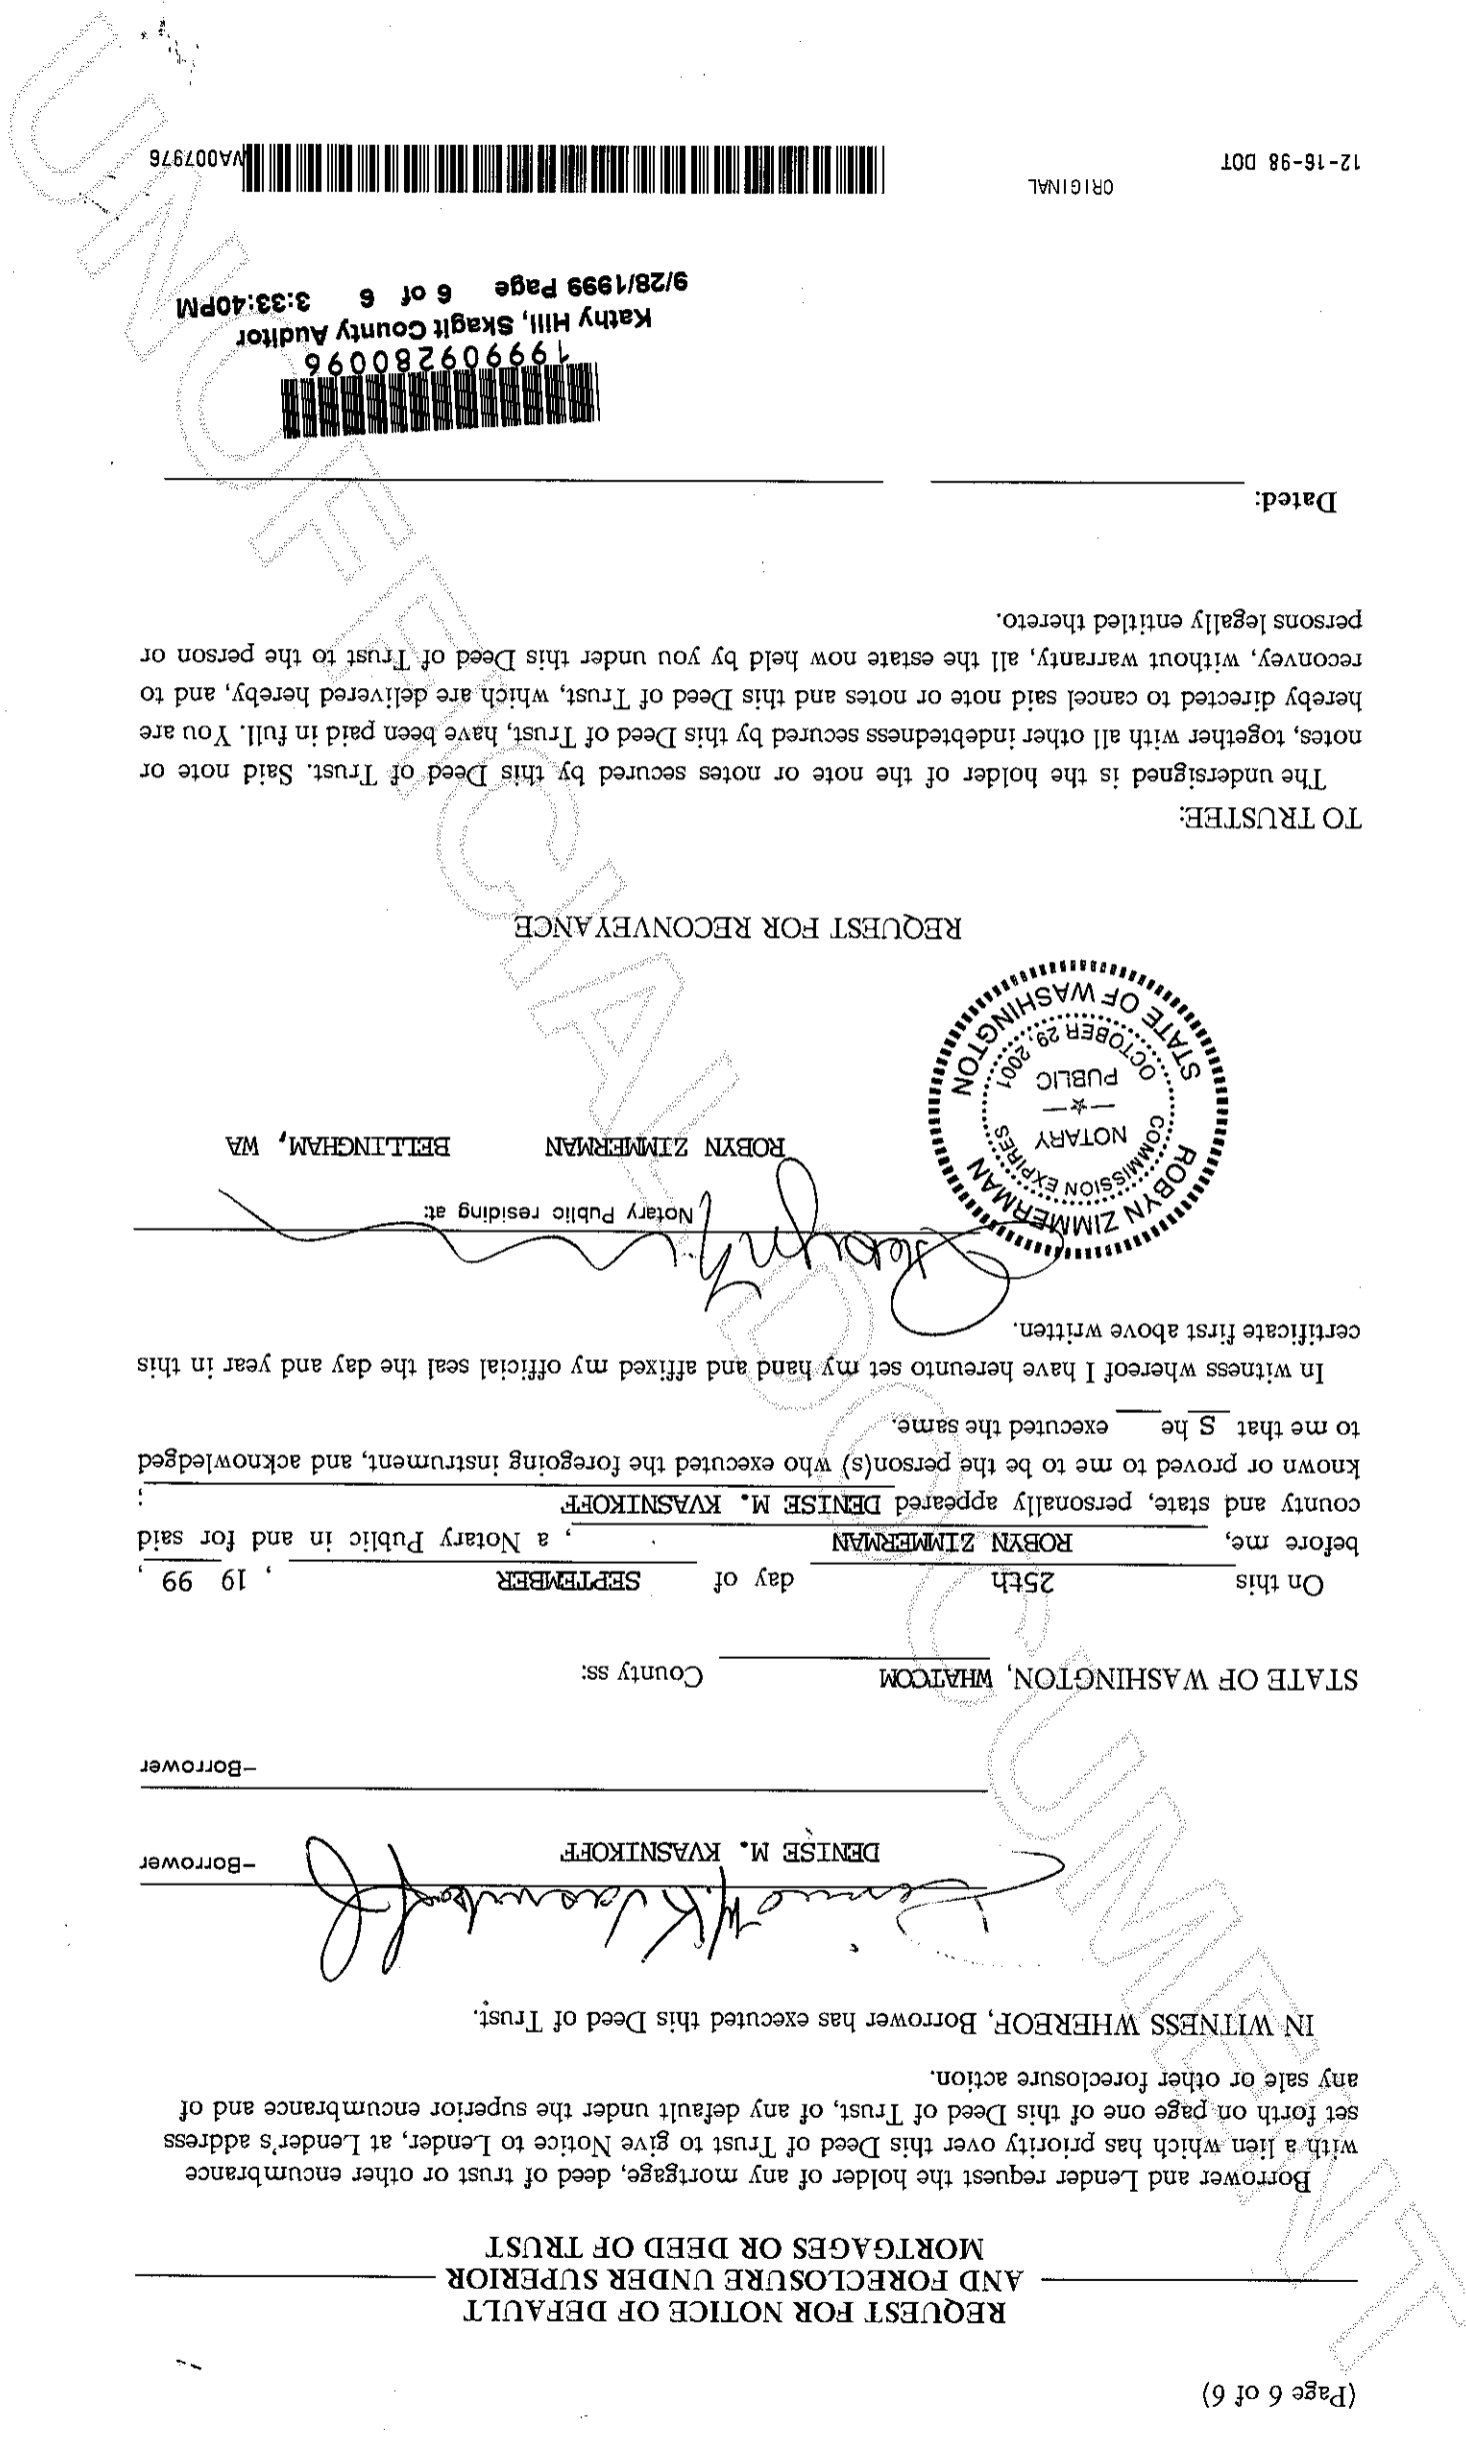 (Page 6 of 6)
REQUEST FOR NOTICE OF DEFAULT
AND FORECLOSURE UNDER SUPERIOR
MORTGAGES OR DEED OF TRUST
Borrower and Lender request the holder of any mortgage, deed of trust or other encumbrance
with a lien which has priority over this Deed of Trust to give Notice to Lender, at Lender's address
set forth on page one of this Deed of Trust, of any default under the superior encumbrance and of
any sale or other foreclosure action.
IN WITNESS WHEREOF, Borrower has executed this Deed of Trust.
Denise M. Kvasnikoff
DENISE M. KVASNIKOFF -Borrower
-Borrower
STATE OF WASHINGTON, WHATCOM County ss:
On this 25th day of SEPTEMBER , 19 99 ,
before me, ROBYN ZIMMERMAN , a Notary Public in and for said
county and state, personally appeared DENISE M. KVASNIKOFF ;
known or proved to me to be the person(s) who executed the foregoing instrument, and acknowledged
to me that S he executed the same.
In witness whereof I have hereunto set my hand and affixed my official seal the day and year in this
certificate first above written.
Notary Public residing at:
ROBYN ZIMMERMAN BELLINGHAM, WA
ROBYN ZIMMERMAN
COMMISSION EXPIRES
NOTARY
PUBLIC
OCTOBER 29, 2001
STATE OF WASHINGTON
REQUEST FOR RECONVEYANCE
TO TRUSTEE:
The undersigned is the holder of the note or notes secured by this Deed of Trust. Said note or
notes, together with all other indebtedness secured by this Deed of Trust, have been paid in full. You are
hereby directed to cancel said note or notes and this Deed of Trust, which are delivered hereby, and to
reconvey, without warranty, all the estate now held by you under this Deed of Trust to the person or
persons legally entitled thereto.
Dated:
199909280096
Kathy Hill, Skagit County Auditor
9/28/1999 Page 6 of 6 3:33:40PM
12-16-98 DOT ORIGINAL WA007976
UNOFFICIAL DOCUMENT